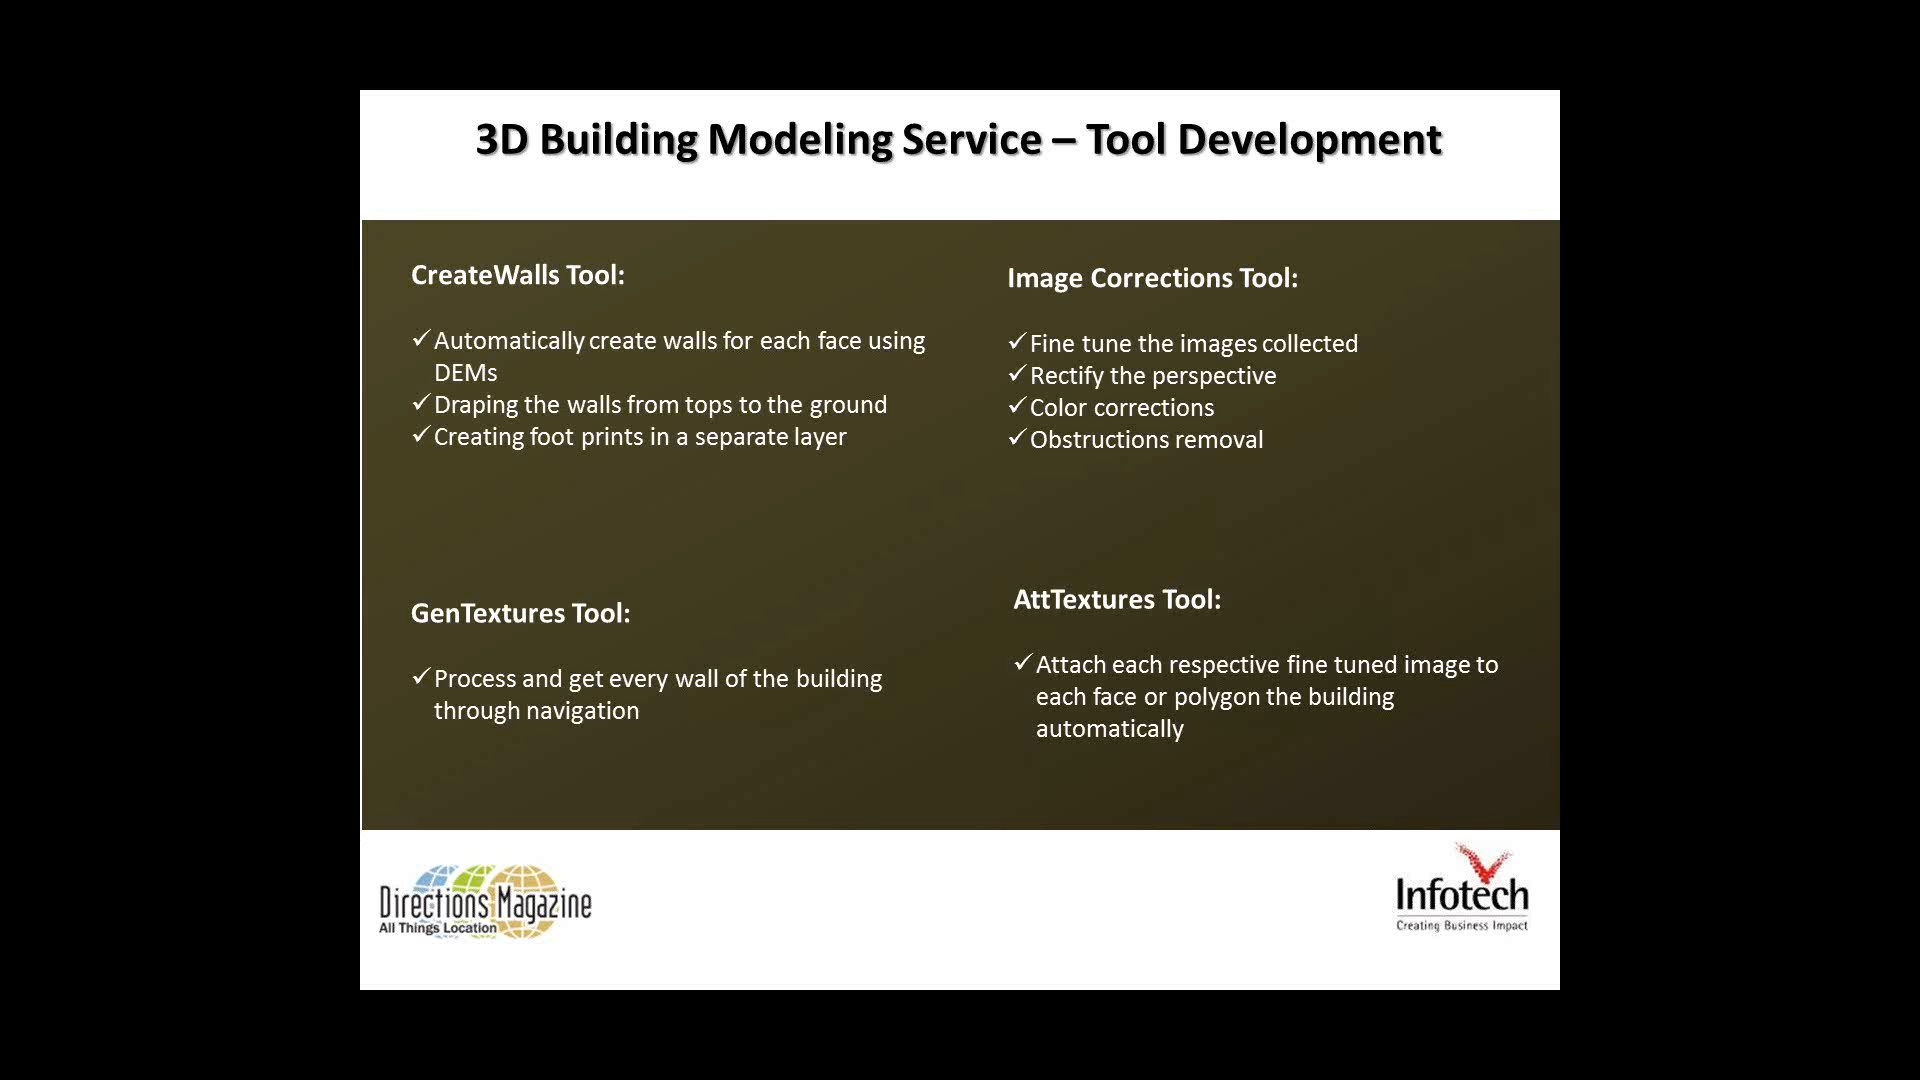 3D Building Modeling Service – Tool Development
CreateWalls Tool:
✓Automatically create walls for each face using
DEMs
✓Draping the walls from tops to the ground
✓Creating foot prints in a separate layer
Image Corrections Tool:
✓Fine tune the images collected
✓Rectify the perspective
✓Color corrections
✓Obstructions removal
GenTextures Tool:
✓Process and get every wall of the building
through navigation
AttTextures Tool:
✓Attach each respective fine tuned image to
each face or polygon the building
automatically
Directions Magazine
All Things Location
Infotech
Creating Business Impact